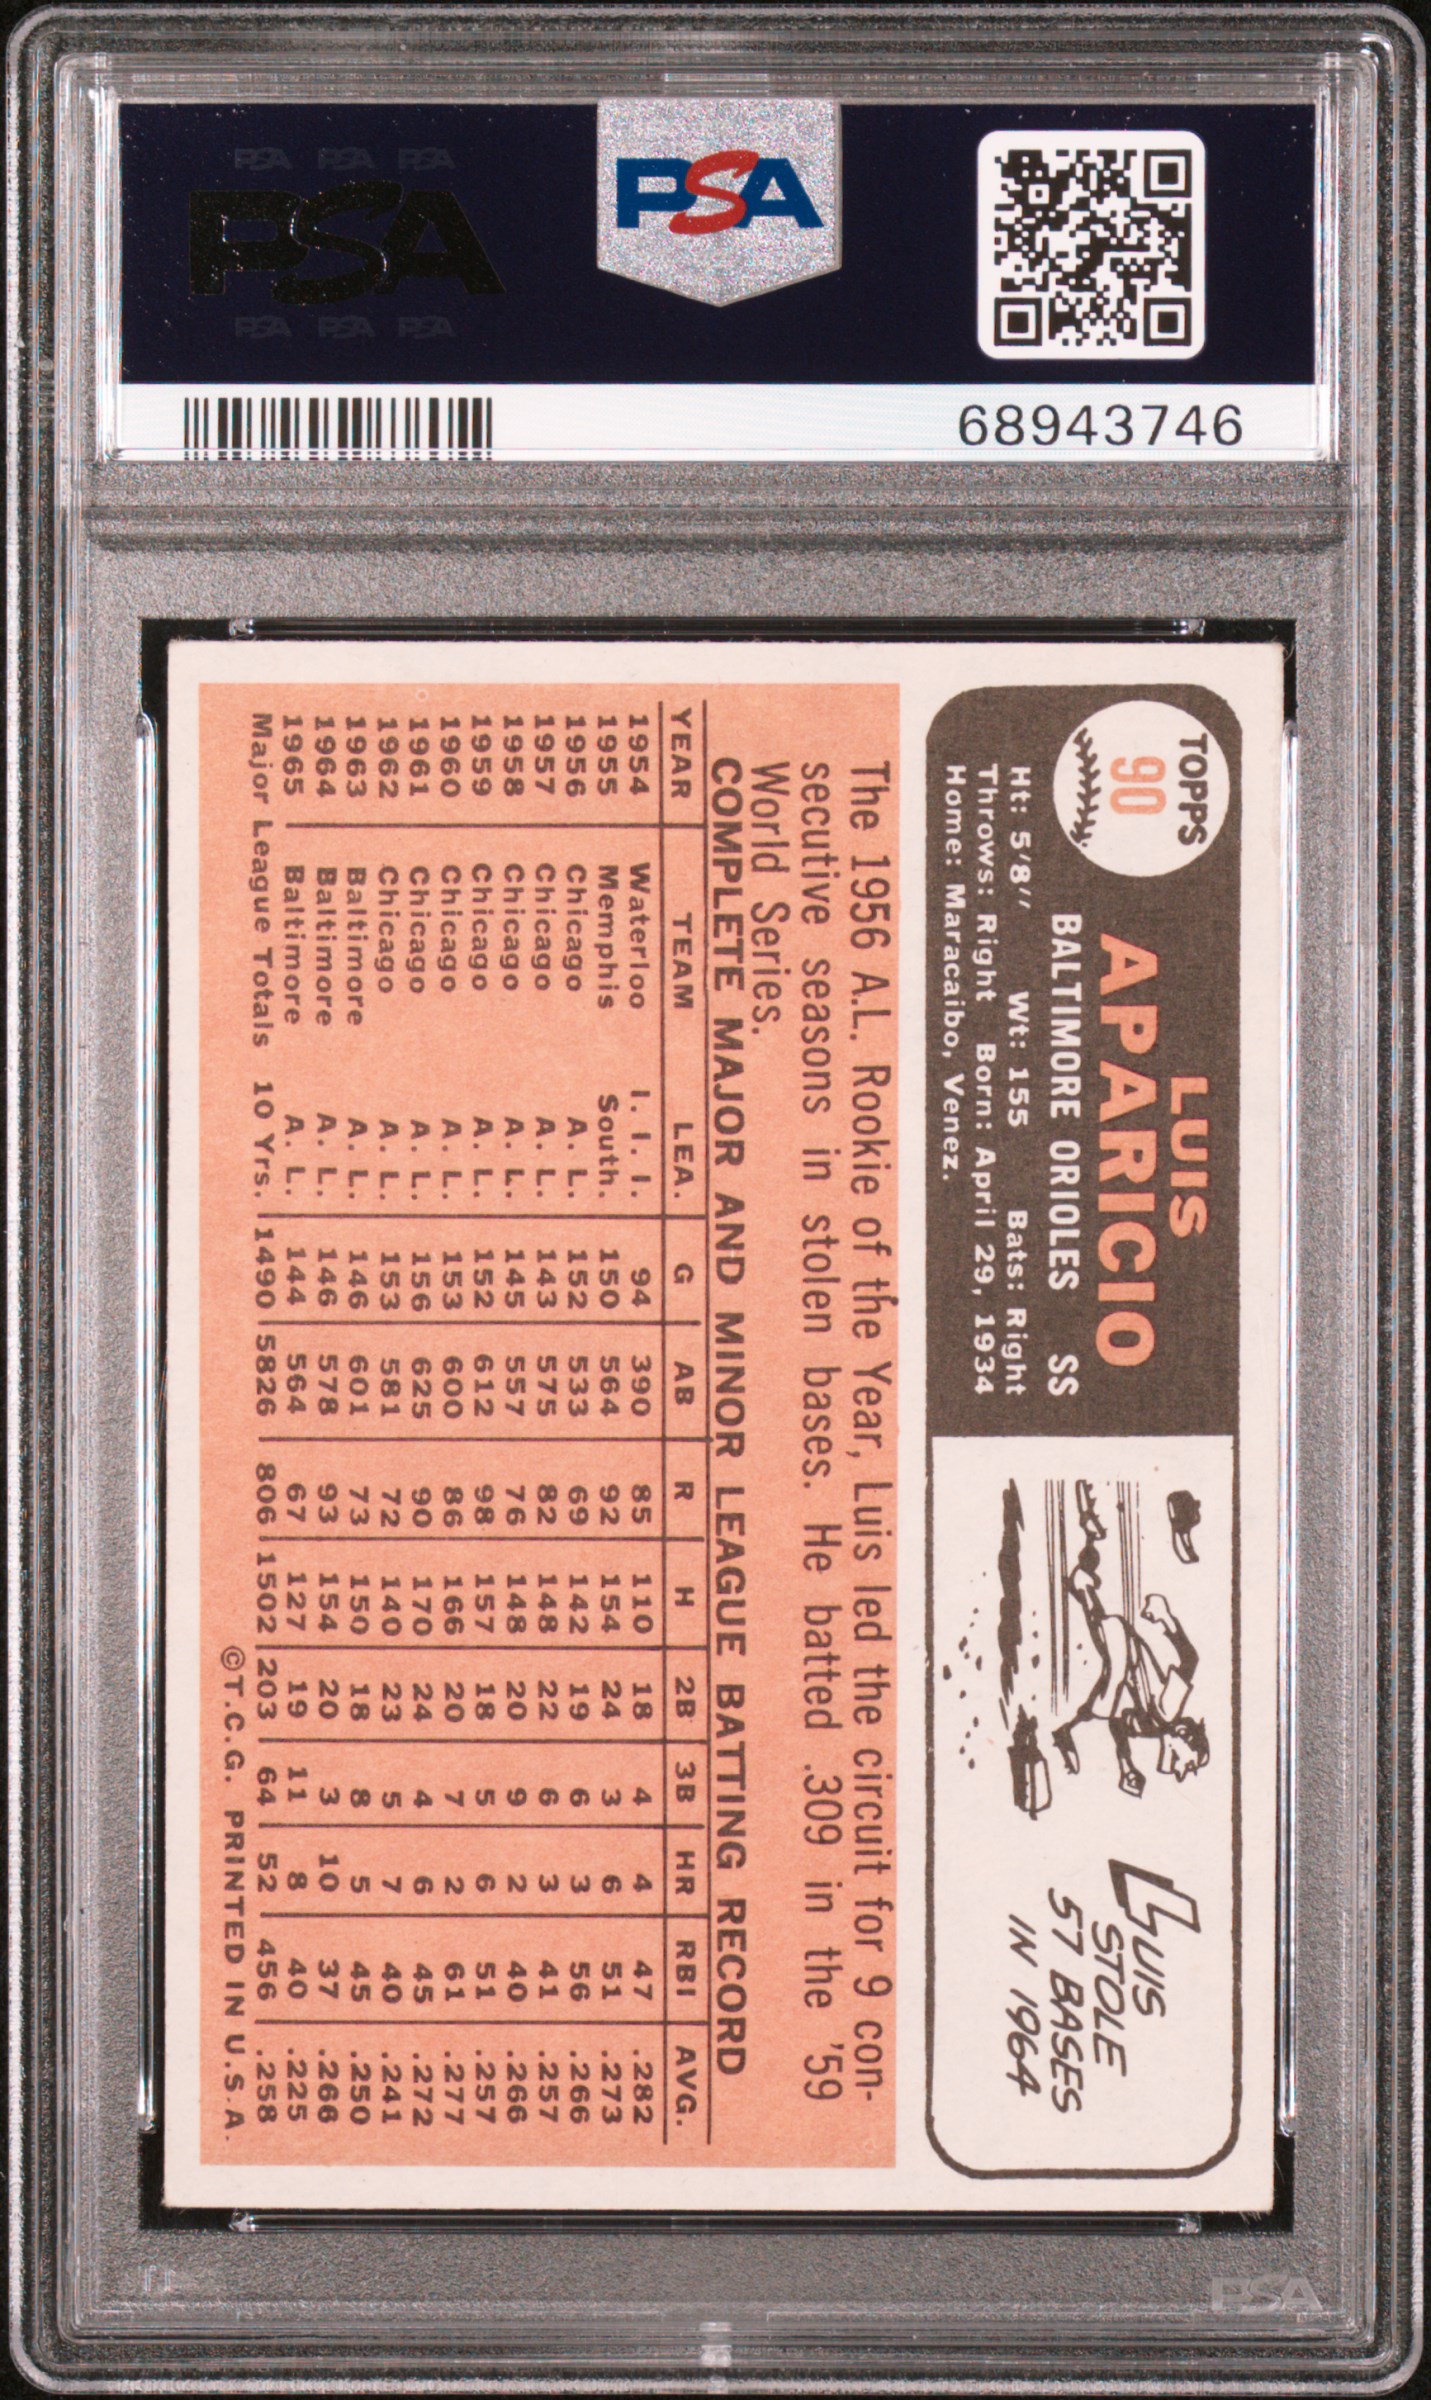 PSA PSA PSA
PSA
PSA PSA PSA
PSA
68943746
TOPPS
90
LUIS
APARICIO
BALTIMORE ORIOLES SS
Ht: 5'8'' Wt: 155 Bats: Right
Throws: Right Born: April 29, 1934
Home: Maracaibo, Venez.
LUIS
STOLE
57 BASES
IN 1964
The 1956 A.L. Rookie of the Year, Luis led the circuit for 9 con-
secutive seasons in stolen bases. He batted .309 in the '59
World Series.
COMPLETE MAJOR AND MINOR LEAGUE BATTING RECORD
YEAR TEAM LEA. G AB R H 2B 3B HR RBI AVG.
1954 Waterloo I. I. I. 94 390 85 110 18 4 4 47 .282
1955 Memphis South. 150 564 92 154 24 3 6 51 .273
1956 Chicago A. L. 152 533 69 142 19 6 3 56 .266
1957 Chicago A. L. 143 575 82 148 22 6 3 41 .257
1958 Chicago A. L. 145 557 76 148 20 9 2 40 .266
1959 Chicago A. L. 152 612 98 157 18 5 6 51 .257
1960 Chicago A. L. 153 600 86 166 20 7 2 61 .277
1961 Chicago A. L. 156 625 90 170 24 4 6 45 .272
1962 Chicago A. L. 153 581 72 140 23 5 7 40 .241
1963 Baltimore A. L. 146 601 73 150 18 8 5 45 .250
1964 Baltimore A. L. 146 578 93 154 20 3 10 37 .266
1965 Baltimore A. L. 144 564 67 127 19 11 8 40 .225
Major League Totals 10 Yrs. 1490 5826 806 1502 203 64 52 456 .258
©T.C.G. PRINTED IN U.S.A.
PSA